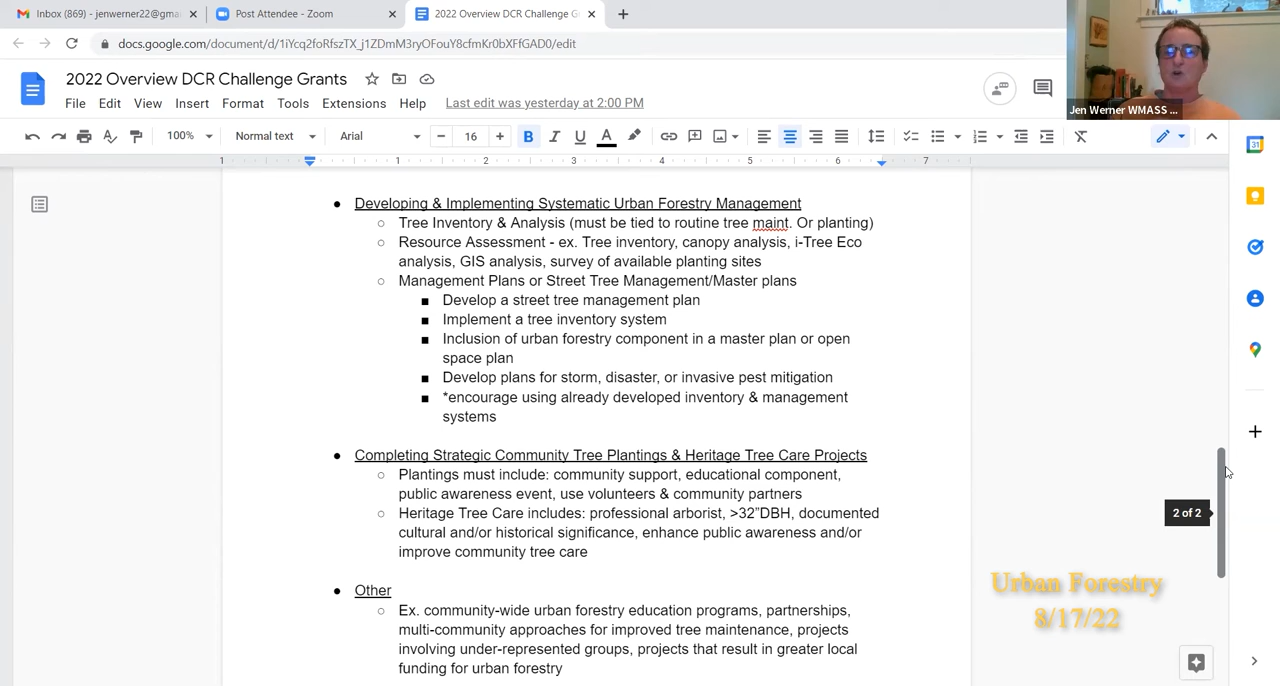 Inbox (869) - jenwerner22@gma
Post Attendee - Zoom
2022 Overview DCR Challenge G
docs.google.com/document/d/1iYcq2foRfszTX_j1ZDmM3ryOFouY8cfmKr0bXFfGAD0/edit
Jen Werner WMASS ...
2022 Overview DCR Challenge Grants
File Edit View Insert Format Tools Extensions Help Last edit was yesterday at 2:00 PM
100% Normal text Arial 16
1 1 2 3 4 5 6 7
31
Developing & Implementing Systematic Urban Forestry Management
Tree Inventory & Analysis (must be tied to routine tree maint. Or planting)
Resource Assessment - ex. Tree inventory, canopy analysis, i-Tree Eco
analysis, GIS analysis, survey of available planting sites
Management Plans or Street Tree Management/Master plans
Develop a street tree management plan
Implement a tree inventory system
Inclusion of urban forestry component in a master plan or open
space plan
Develop plans for storm, disaster, or invasive pest mitigation
*encourage using already developed inventory & management
systems
Completing Strategic Community Tree Plantings & Heritage Tree Care Projects
Plantings must include: community support, educational component,
public awareness event, use volunteers & community partners
Heritage Tree Care includes: professional arborist, >32”DBH, documented
cultural and/or historical significance, enhance public awareness and/or
improve community tree care
2 of 2
Other
Ex. community-wide urban forestry education programs, partnerships,
multi-community approaches for improved tree maintenance, projects
involving under-represented groups, projects that result in greater local
funding for urban forestry
Urban Forestry
8/17/22